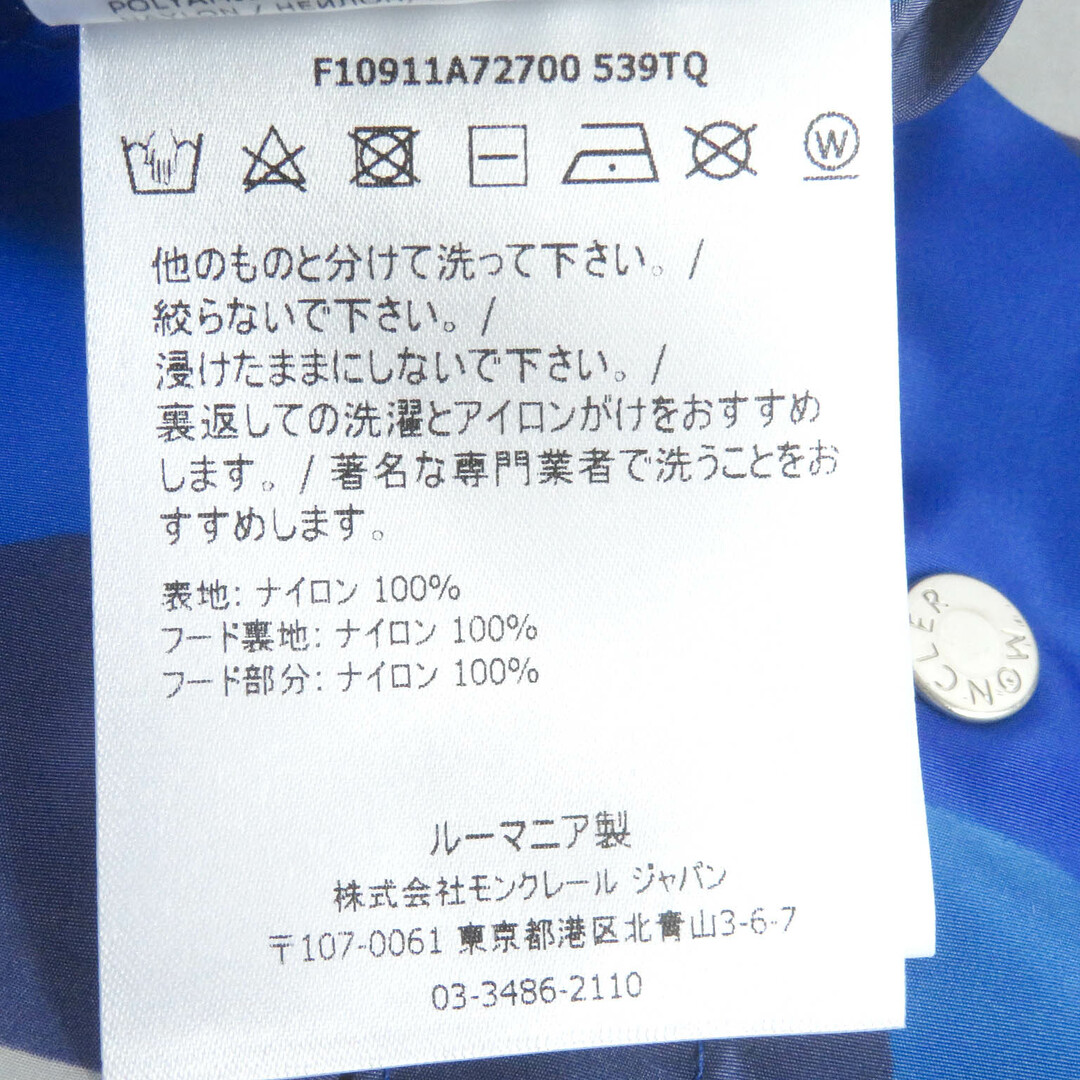 NAYLON / НЕЙЛОН,
F10911A72700 539TQ
W
他のものと分けて洗って下さい。/
絞らないで下さい。/
浸けたままにしないで下さい。/
裏返しての洗濯とアイロンがけをおすすめ
します。/ 著名な専門業者で洗うことをお
すすめします。
表地: ナイロン 100%
フード裏地: ナイロン 100%
フード部分: ナイロン 100%
ルーマニア製
株式会社モンクレール ジャパン
〒107-0061 東京都港区北青山3-6-7
03-3486-2110
MONCLER